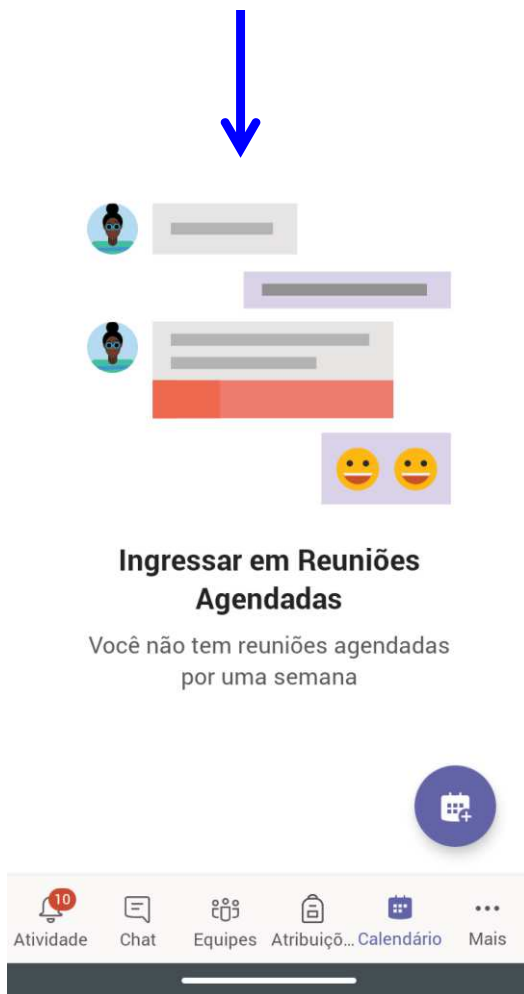 Ingressar em Reuniões
Agendadas
Você não tem reuniões agendadas
por uma semana
10
Atividade Chat Equipes Atribuiçõ... Calendário Mais